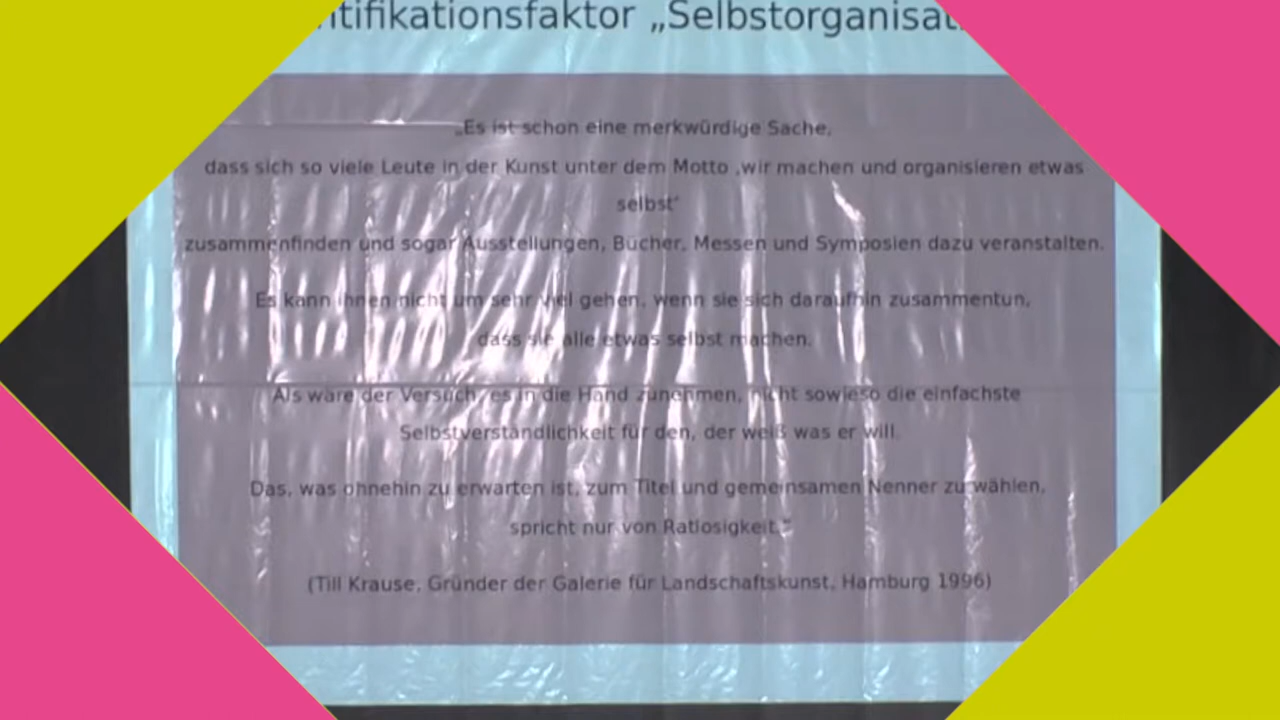 ntifikationsfaktor „Selbstorganisat
„Es ist schon eine merkwürdige Sache,
dass sich so viele Leute in der Kunst unter dem Motto ‚wir machen und organisieren etwas
selbst‘
zusammenfinden und sogar Ausstellungen, Bücher, Messen und Symposien dazu veranstalten.
Es kann ihnen nicht um sehr viel gehen, wenn sie sich daraufhin zusammentun,
dass sie alle etwas selbst machen.
Als wäre der Versuch, es in die Hand zunehmen, nicht sowieso die einfachste
Selbstverständlichkeit für den, der weiß was er will.
Das, was ohnehin zu erwarten ist, zum Titel und gemeinsamen Nenner zu wählen,
spricht nur von Ratlosigkeit.“
(Till Krause, Gründer der Galerie für Landschaftskunst, Hamburg 1996)